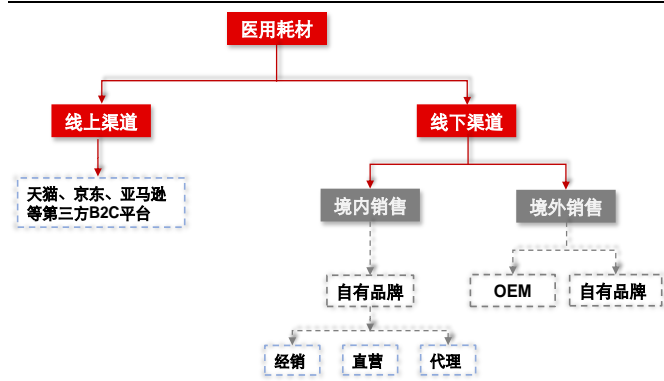 医用耗材
线上渠道
线下渠道
天猫、京东、亚马逊
等第三方B2C平台
境内销售
境外销售
自有品牌
OEM
自有品牌
经销
直营
代理